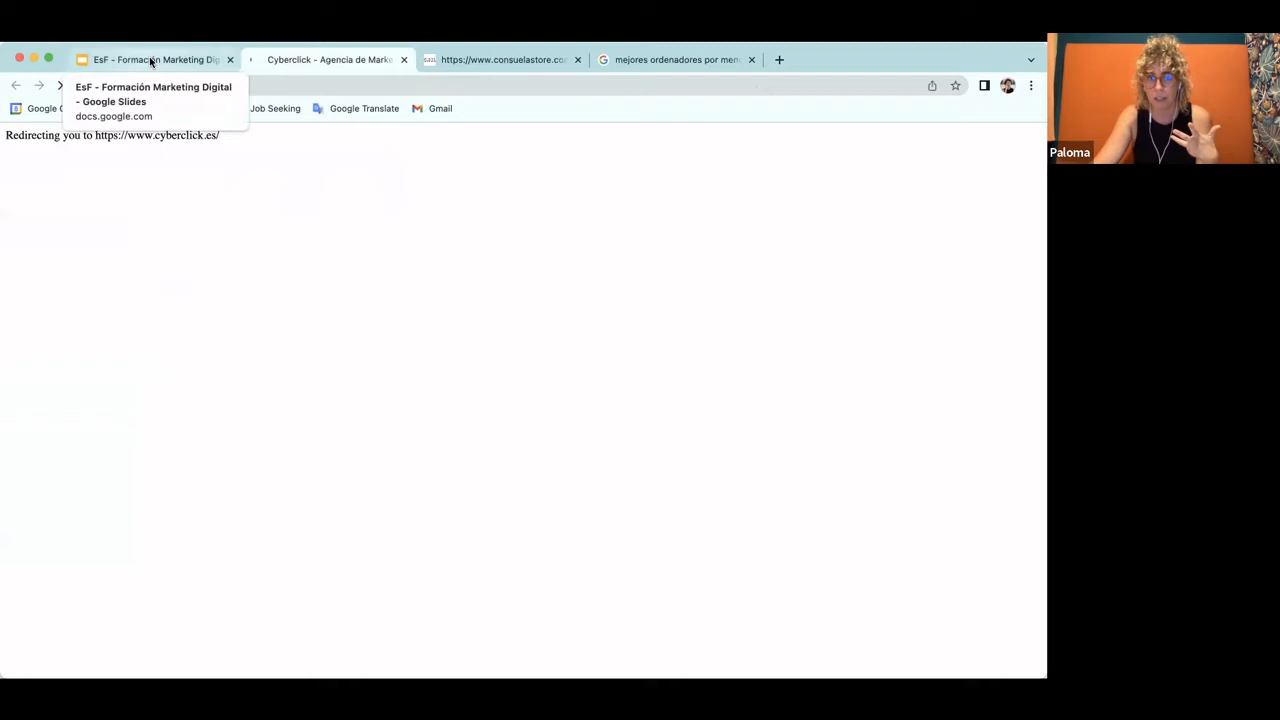 EsF - Formación Marketing Dig
Cyberclick - Agencia de Marke
https://www.consuelastore.co
mejores ordenadores por men
EsF - Formación Marketing Digital
- Google Slides
docs.google.com
Google
Job Seeking
Google Translate
Gmail
Redirecting you to https://www.cyberclick.es/
Paloma